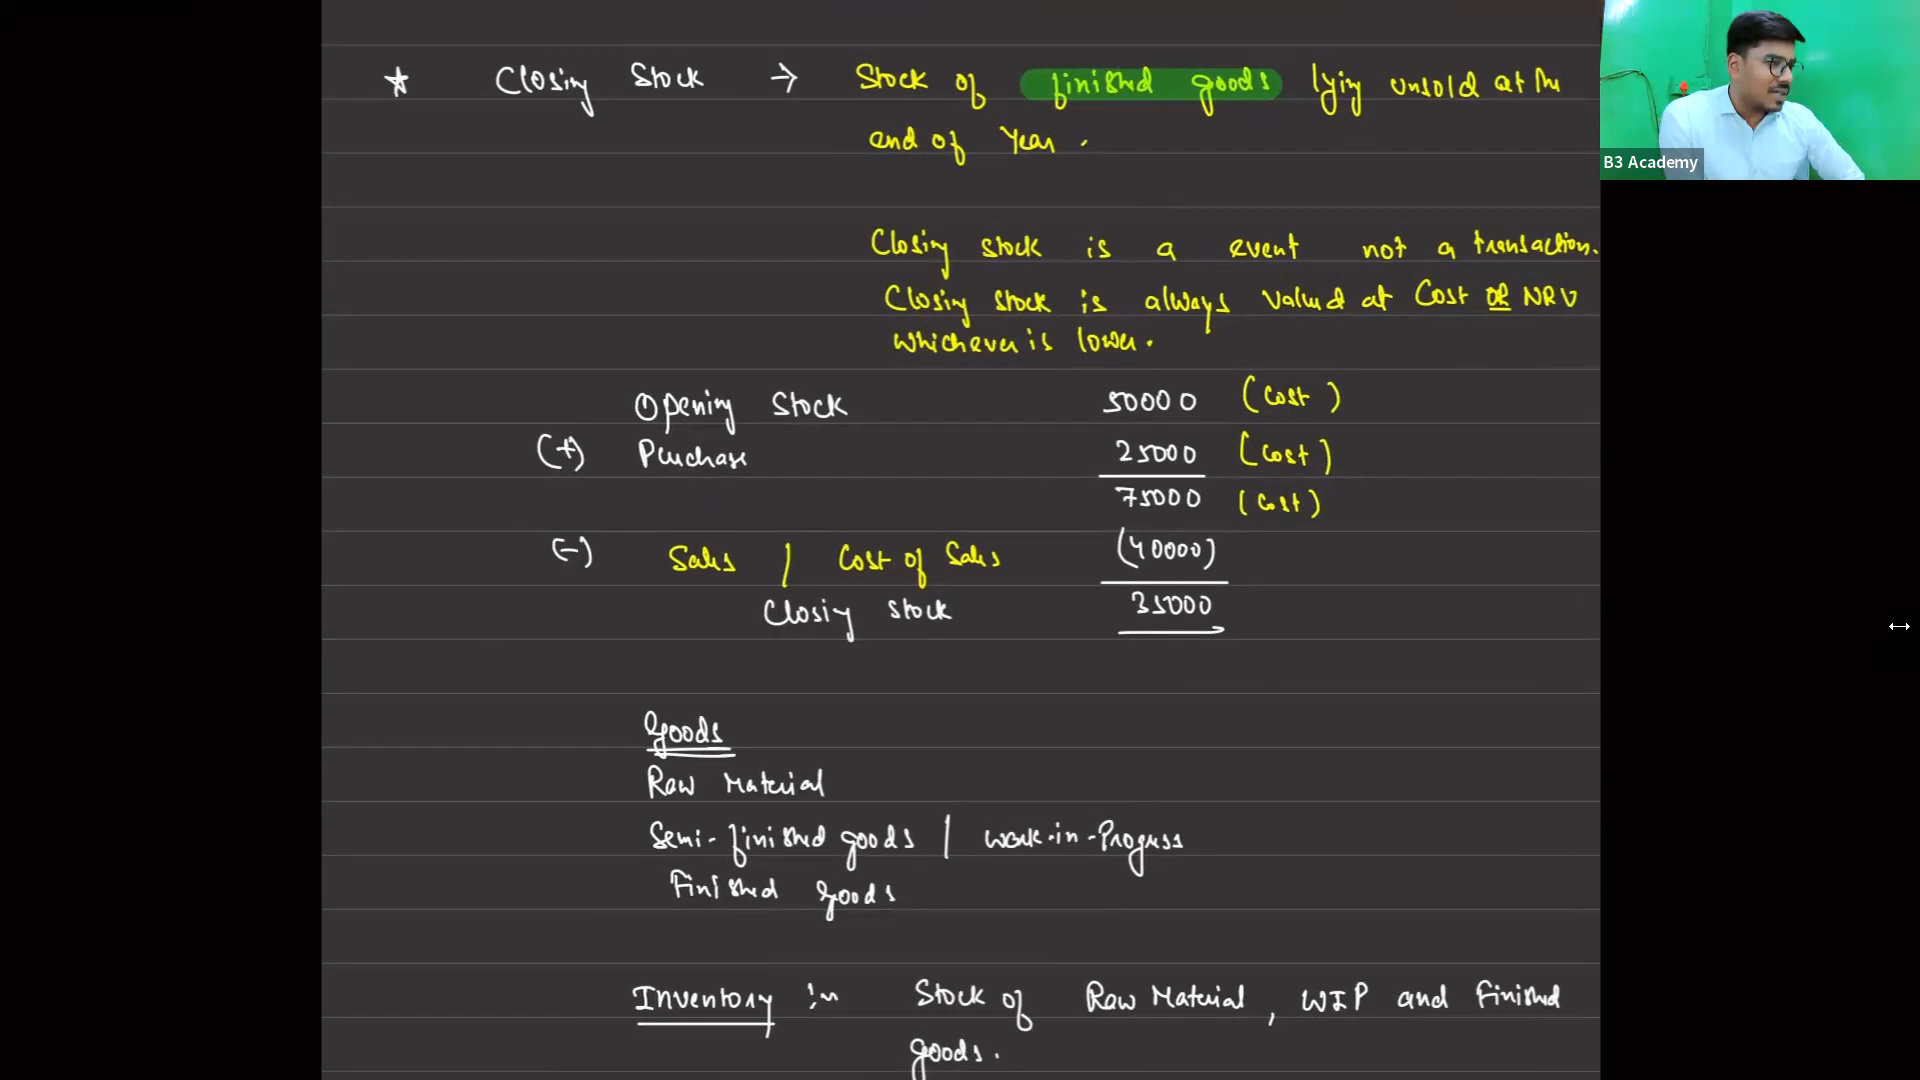 ★ Closing Stock → Stock of finished goods lying unsold at the
end of Year.
B3 Academy
Closing stock is a event not a transaction.
Closing stock is always valued at Cost OR NRV
whichever is lower.
Opening Stock 50000 (Cost)
(+) Purchase 25000 (Cost)
75000 (Cost)
(-) Sales / Cost of Sales (40000)
Closing Stock 35000
Goods
Raw Material
Semi-finished goods / Work-in-Progress
Finished goods
Inventory :- Stock of Raw Material, WIP and Finished
goods.